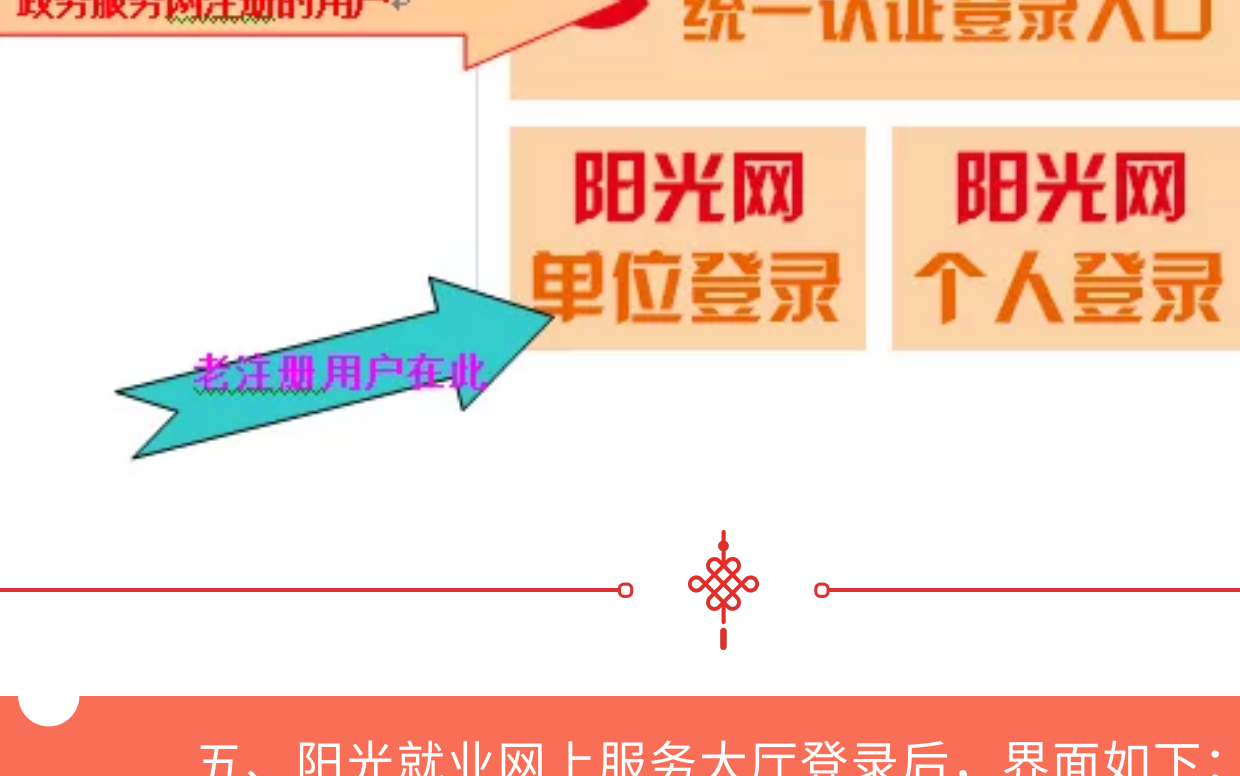 政务服务网注册的用户
统一认证登录入口
阳光网
单位登录
阳光网
个人登录
老注册用户在此
五、阳光就业网上服务大厅登录后，界面如下：